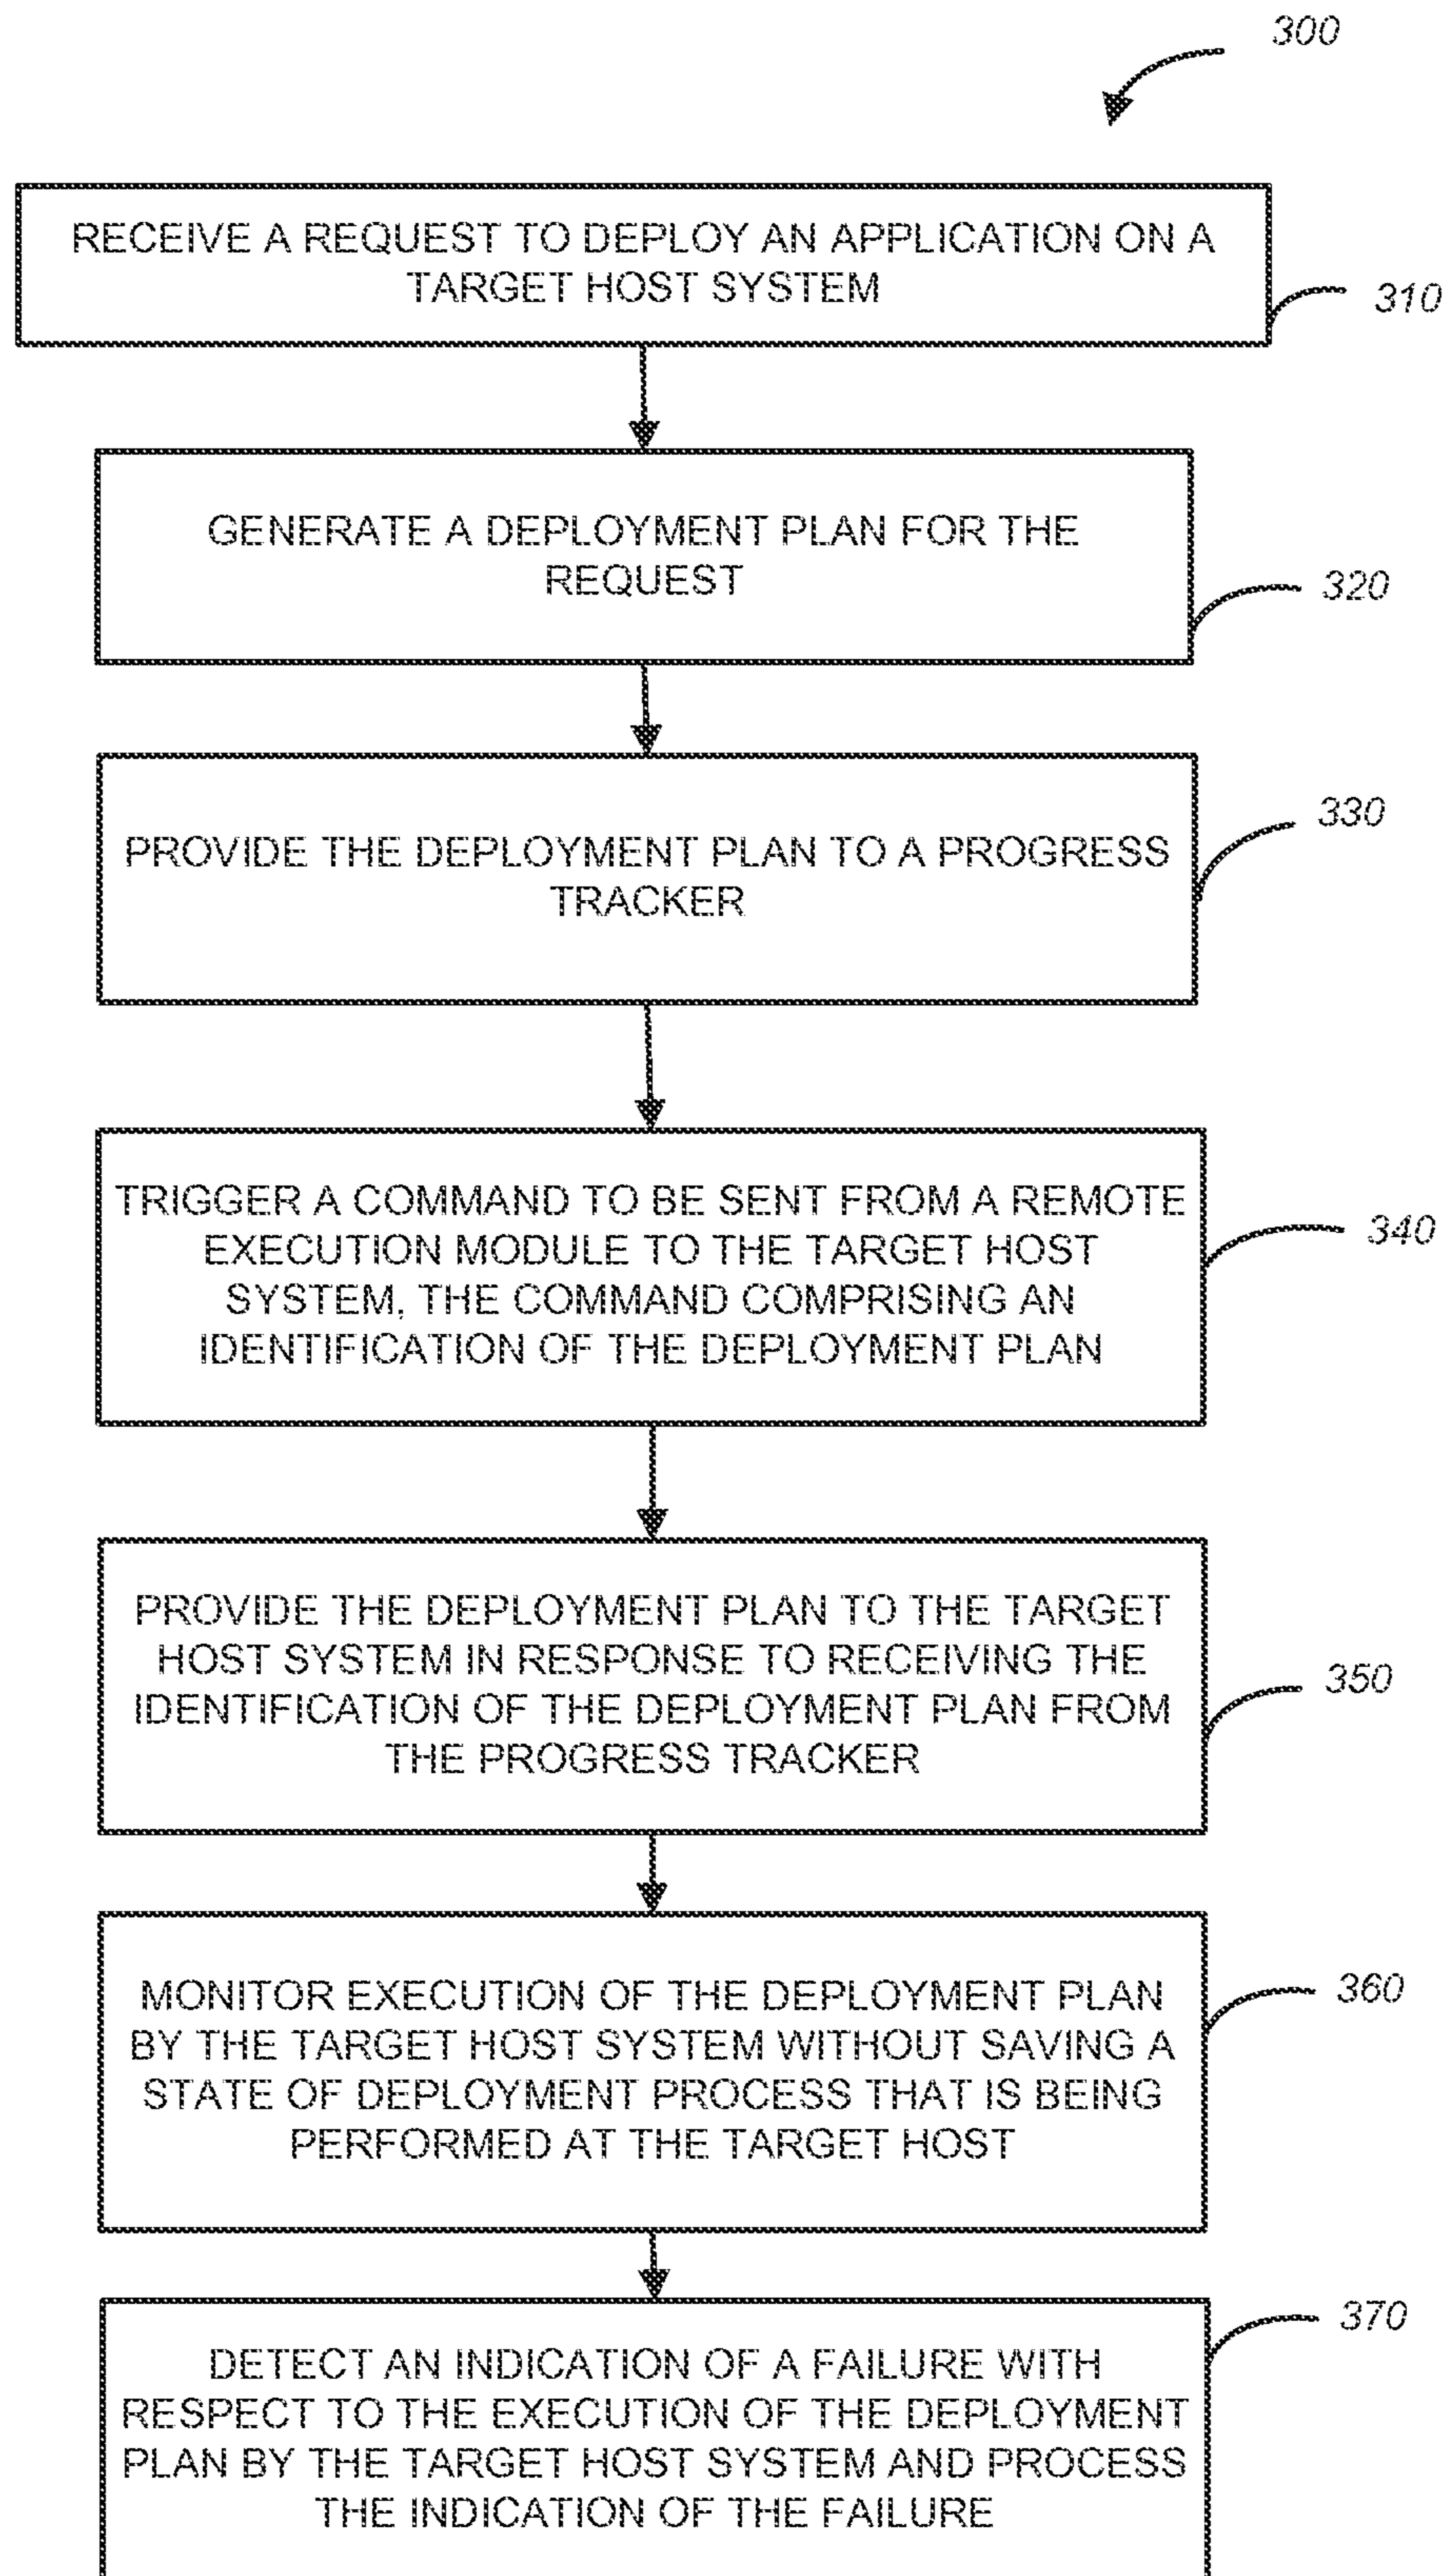 300
RECEIVE A REQUEST TO DEPLOY AN APPLICATION ON A
TARGET HOST SYSTEM
310
GENERATE A DEPLOYMENT PLAN FOR THE
REQUEST
320
PROVIDE THE DEPLOYMENT PLAN TO A PROGRESS
TRACKER
330
TRIGGER A COMMAND TO BE SENT FROM A REMOTE
EXECUTION MODULE TO THE TARGET HOST
SYSTEM, THE COMMAND COMPRISING AN
IDENTIFICATION OF THE DEPLOYMENT PLAN
340
PROVIDE THE DEPLOYMENT PLAN TO THE TARGET
HOST SYSTEM IN RESPONSE TO RECEIVING THE
IDENTIFICATION OF THE DEPLOYMENT PLAN FROM
THE PROGRESS TRACKER
350
MONITOR EXECUTION OF THE DEPLOYMENT PLAN
BY THE TARGET HOST SYSTEM WITHOUT SAVING A
STATE OF DEPLOYMENT PROCESS THAT IS BEING
PERFORMED AT THE TARGET HOST
360
DETECT AN INDICATION OF A FAILURE WITH
RESPECT TO THE EXECUTION OF THE DEPLOYMENT
PLAN BY THE TARGET HOST SYSTEM AND PROCESS
THE INDICATION OF THE FAILURE
370